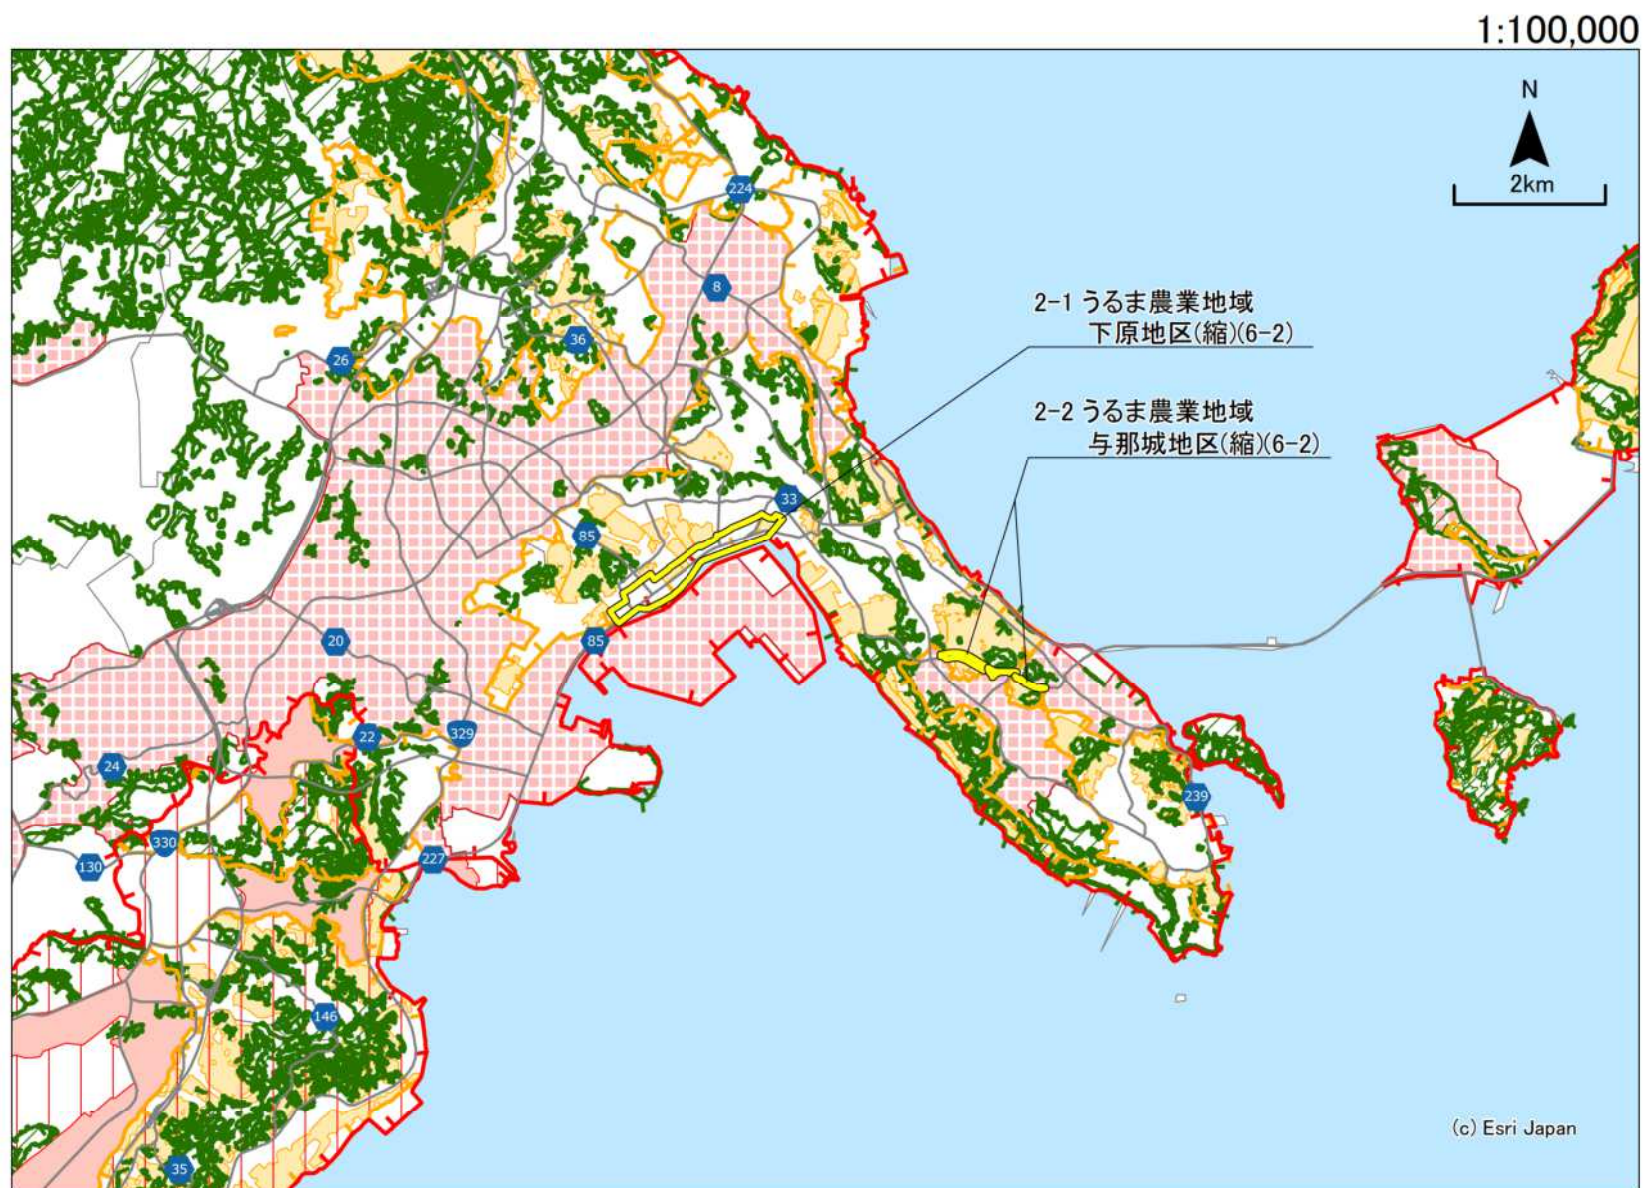 1:100,000
N
2km
224
8
2-1 うるま農業地域
下原地区(縮)(6-2)
36
26
2-2 うるま農業地域
与那城地区(縮)(6-2)
33
85
20
85
22
329
24
239
330
130
227
146
(c) Esri Japan
35